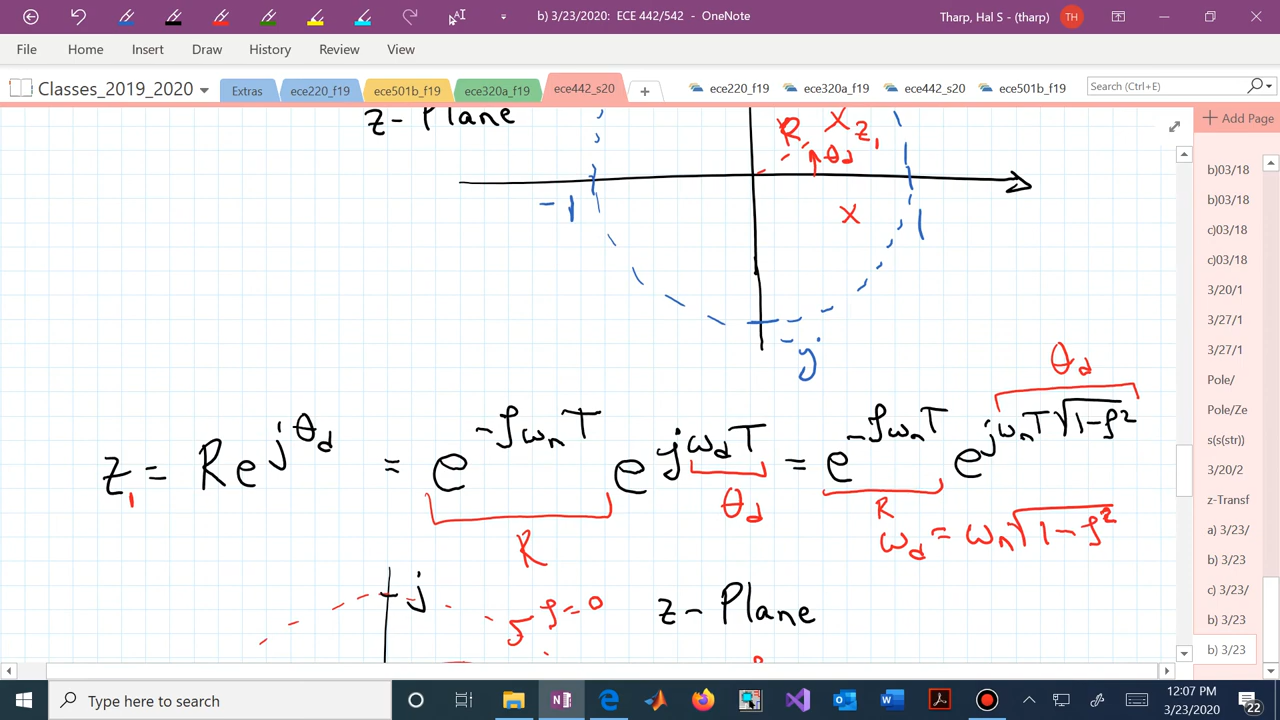 b) 3/23/2020: ECE 442/542 - OneNote
Tharp, Hal S - (tharp)
TH
File Home Insert Draw History Review View
Classes_2019_2020
Extras ece220_f19 ece501b_f19 ece320a_f19 ece442_s20
ece220_f19 ece320a_f19 ece442_s20 ece501b_f19
Search (Ctrl+E)
Add Page
z-Plane
R X z₁
θd
-1
1
X
-j
θd
z₁ = Re^{jθd} = e^{-ζωnT} e^{jωdT} = e^{-ζωnT} e^{jωnT√(1-ζ²)}
R
θd
R
ωd = ωn√(1-ζ²)
j
ζ=0
z-Plane
b)03/18
b)03/18
c)03/18
c)03/18
3/20/1
3/27/1
3/27/1
Pole/
Pole/Ze
s(s(str))
3/20/2
z-Transf
a) 3/23/
b) 3/23
c) 3/23/
b) 3/23
b) 3/23
Type here to search
12:07 PM
3/23/2020
22